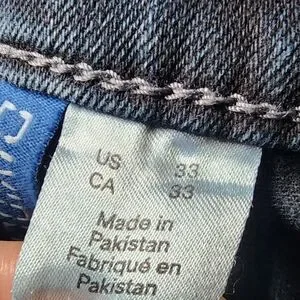 US 33
CA 33
Made in
Pakistan
Fabriqué en
Pakistan